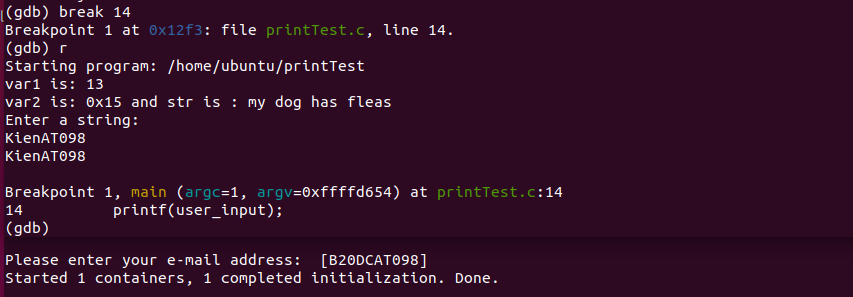 (gdb) break 14
Breakpoint 1 at 0x12f3: file printTest.c, line 14.
(gdb) r
Starting program: /home/ubuntu/printTest
var1 is: 13
var2 is: 0x15 and str is : my dog has fleas
Enter a string:
KienAT098
KienAT098

Breakpoint 1, main (argc=1, argv=0xffffd654) at printTest.c:14
14          printf(user_input);
(gdb)

Please enter your e-mail address:  [B20DCAT098]
Started 1 containers, 1 completed initialization. Done.